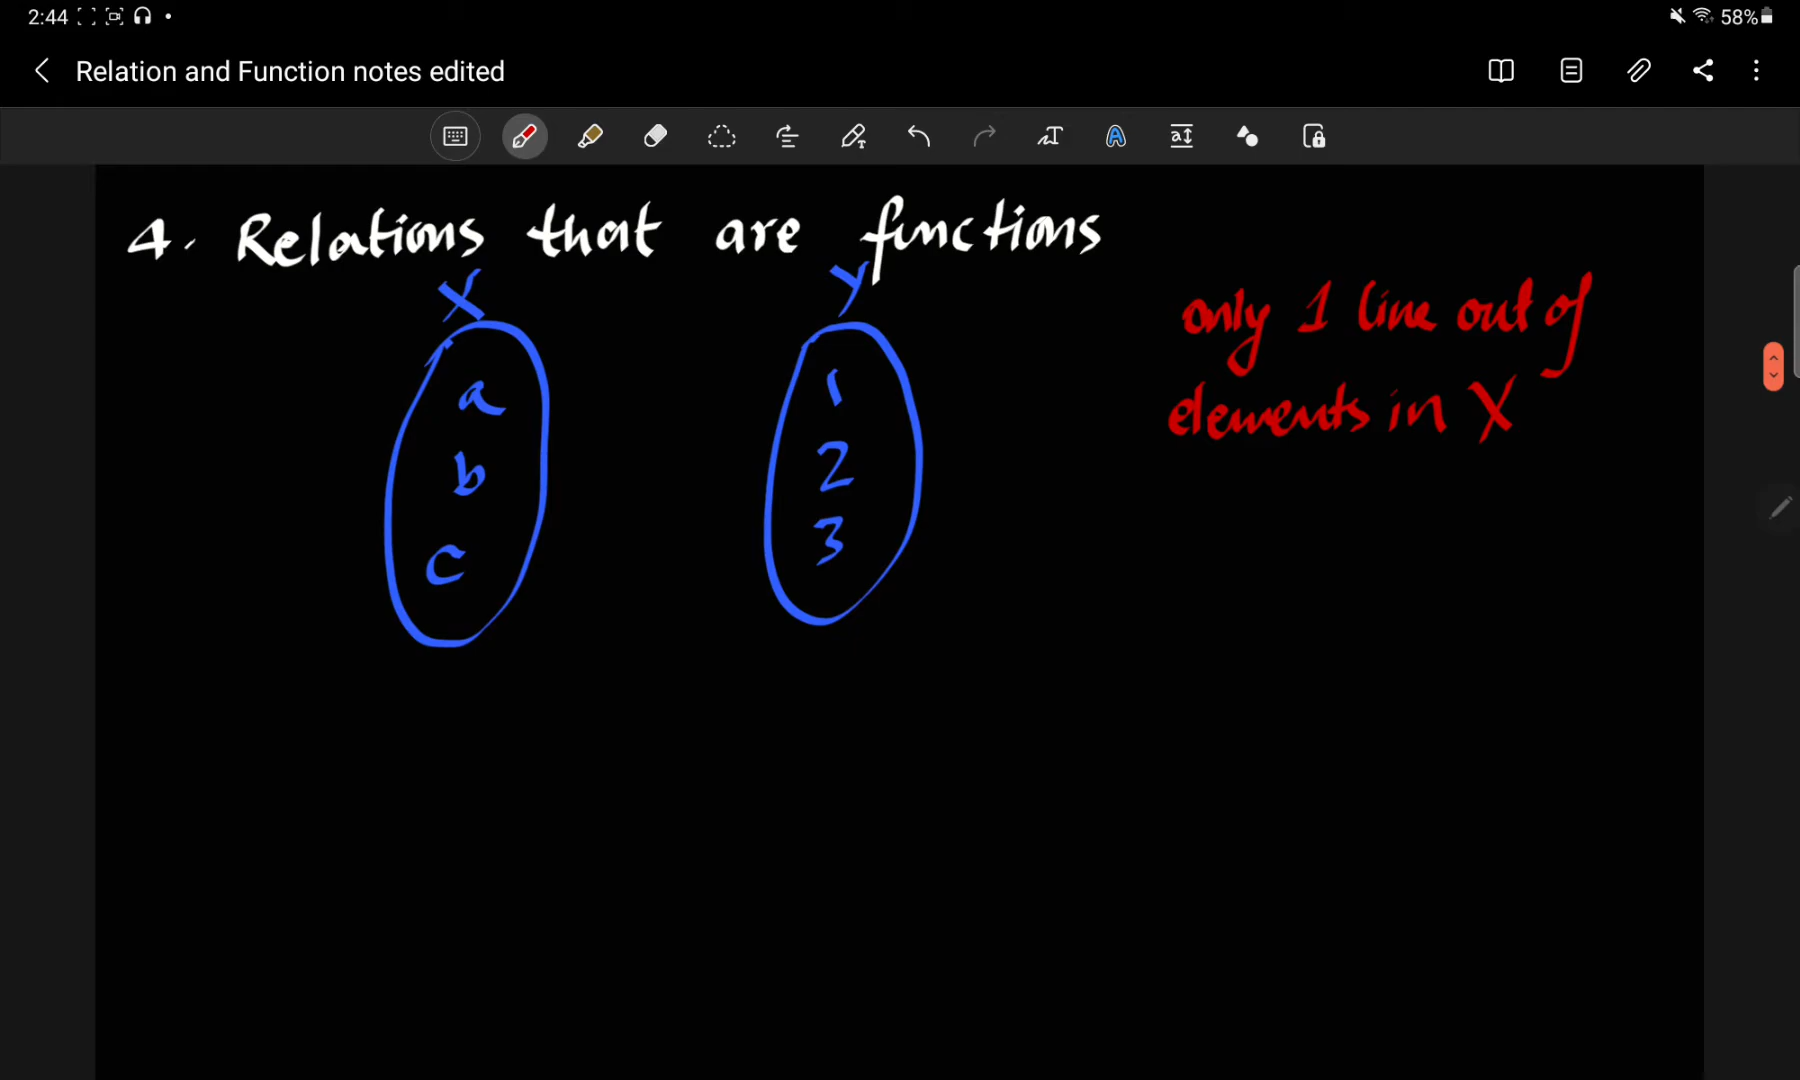 2:44
58%
Relation and Function notes edited
4. Relations that are functions
X Y
only 1 line out of
elements in X
a 1
b 2
c 3